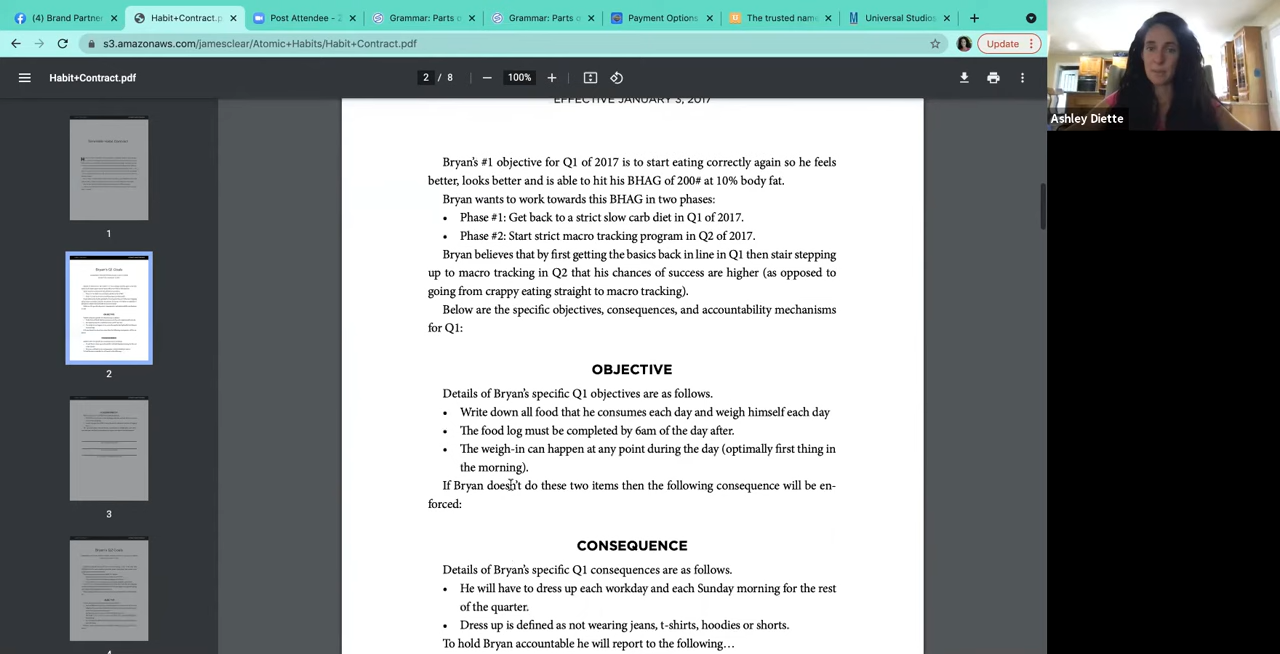 (4) Brand Partner
Habit+Contract.p
Post Attendee - Z
Grammar: Parts o
Grammar: Parts o
Payment Options
The trusted name
Universal Studios
s3.amazonaws.com/jamesclear/Atomic+Habits/Habit+Contract.pdf
Update
Habit+Contract.pdf
2 / 8
100%
Ashley Diette
EFFECTIVE JANUARY 3, 2017
Bryan's #1 objective for Q1 of 2017 is to start eating correctly again so he feels
better, looks better and is able to hit his BHAG of 200# at 10% body fat.
Bryan wants to work towards this BHAG in two phases:
• Phase #1: Get back to a strict slow carb diet in Q1 of 2017.
• Phase #2: Start strict macro tracking program in Q2 of 2017.
Bryan believes that by first getting the basics back in line in Q1 then stair stepping
up to macro tracking in Q2 that his chances of success are higher (as opposed to
going from crap eating straight to macro tracking).
Below are the specific objectives, consequences, and accountability mechanisms
for Q1:
OBJECTIVE
Details of Bryan's specific Q1 objectives are as follows.
• Write down all food that he consumes each day and weigh himself each day
• The food log must be completed by 6am of the day after.
• The weigh-in can happen at any point during the day (optimally first thing in
the morning).
If Bryan doesn't do these two items then the following consequence will be en-
forced:
CONSEQUENCE
Details of Bryan's specific Q1 consequences are as follows.
• He will have to dress up each workday and each Sunday morning for the rest
of the quarter.
• Dress up is defined as not wearing jeans, t-shirts, hoodies or shorts.
To hold Bryan accountable he will report to the following…
1
2
3